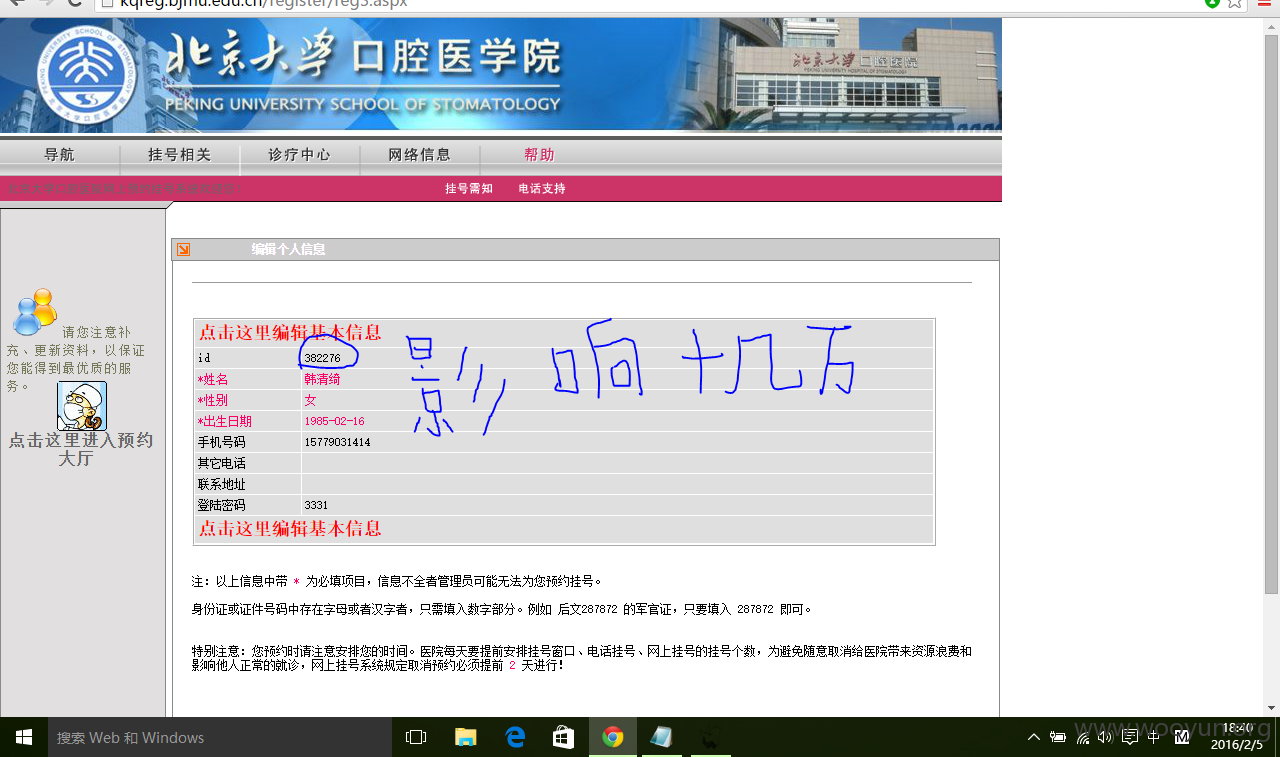 kqreg.bjmu.edu.cn/register/reg3.aspx
北京大学口腔医学院
PEKING UNIVERSITY SCHOOL OF STOMATOLOGY
北京大学口腔医院
导航 挂号相关 诊疗中心 网络信息 帮助
挂号需知 电话支持
编辑个人信息
请您注意补
充、更新资料，以保证
您能得到最优质的服
务。
点击这里进入预约
大厅
点击这里编辑基本信息
id 382276
*姓名 韩清绮
*性别 女
*出生日期 1985-02-16
手机号码 15779031414
其它电话
联系地址
登陆密码 3331
点击这里编辑基本信息
影响十几万
注：以上信息中带 * 为必填项目，信息不全者管理员可能无法为您预约挂号。
身份证或证件号码中存在字母或者汉字者，只需填入数字部分。例如 后文287872 的军官证，只要填入 287872 即可。
特别注意：您预约时请注意安排您的时间。医院每天要提前安排挂号窗口、电话挂号、网上挂号的挂号个数，为避免随意取消给医院带来资源浪费和
影响他人正常的就诊，网上挂号系统规定取消预约必须提前 2 天进行！
搜索 Web 和 Windows
18:40
2016/2/5
www.wooyun.org